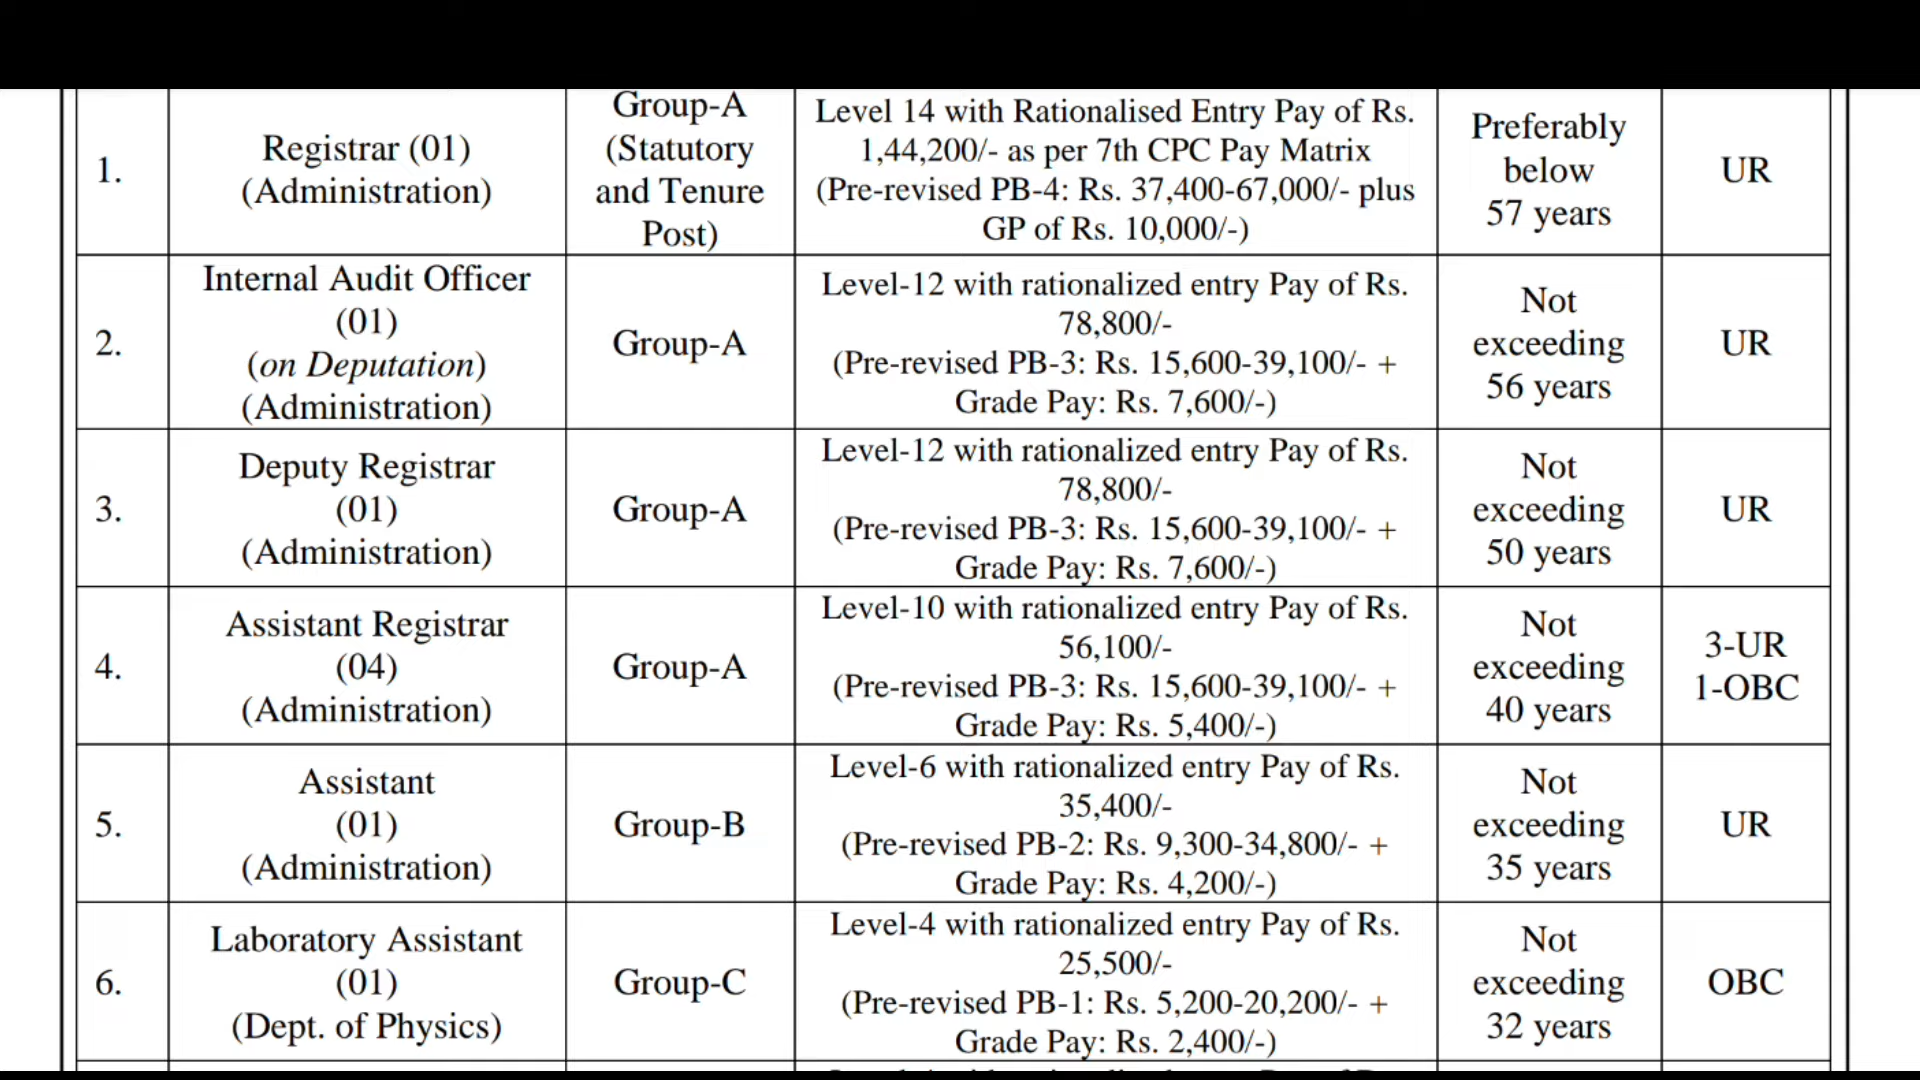 1.
Registrar (01)
(Administration)
Group-A
(Statutory
and Tenure
Post)
Level 14 with Rationalised Entry Pay of Rs.
1,44,200/- as per 7th CPC Pay Matrix
(Pre-revised PB-4: Rs. 37,400-67,000/- plus
GP of Rs. 10,000/-)
Preferably
below
57 years
UR
2.
Internal Audit Officer
(01)
(on Deputation)
(Administration)
Group-A
Level-12 with rationalized entry Pay of Rs.
78,800/-
(Pre-revised PB-3: Rs. 15,600-39,100/- +
Grade Pay: Rs. 7,600/-)
Not
exceeding
56 years
UR
3.
Deputy Registrar
(01)
(Administration)
Group-A
Level-12 with rationalized entry Pay of Rs.
78,800/-
(Pre-revised PB-3: Rs. 15,600-39,100/- +
Grade Pay: Rs. 7,600/-)
Not
exceeding
50 years
UR
4.
Assistant Registrar
(04)
(Administration)
Group-A
Level-10 with rationalized entry Pay of Rs.
56,100/-
(Pre-revised PB-3: Rs. 15,600-39,100/- +
Grade Pay: Rs. 5,400/-)
Not
exceeding
40 years
3-UR
1-OBC
5.
Assistant
(01)
(Administration)
Group-B
Level-6 with rationalized entry Pay of Rs.
35,400/-
(Pre-revised PB-2: Rs. 9,300-34,800/- +
Grade Pay: Rs. 4,200/-)
Not
exceeding
35 years
UR
6.
Laboratory Assistant
(01)
(Dept. of Physics)
Group-C
Level-4 with rationalized entry Pay of Rs.
25,500/-
(Pre-revised PB-1: Rs. 5,200-20,200/- +
Grade Pay: Rs. 2,400/-)
Not
exceeding
32 years
OBC